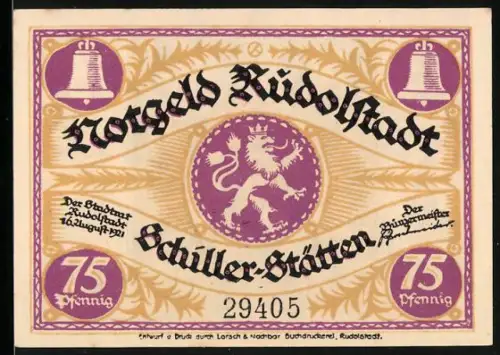 Notgeld Rudolstadt
Der Stadtrat
Rudolstadt
16. August 1921
Der
Bürgermeister
Schiller-Stätten
75
Pfennig
29405
75
Pfennig
Entwurf u Druck durch Lorsch & Nachbar Buchdruckerei, Rudolstadt.